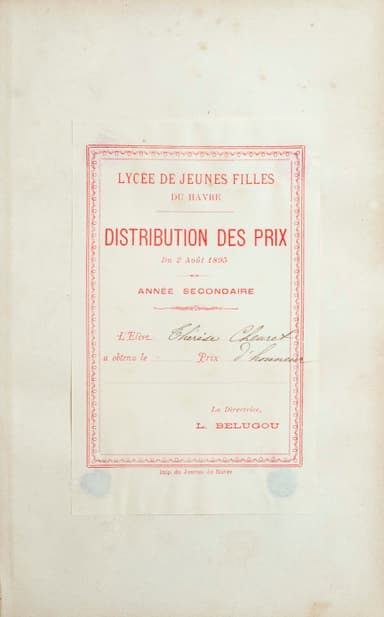 LYCÉE DE JEUNES FILLES
DU HAVRE
DISTRIBUTION DES PRIX
Du 2 Août 1895
ANNÉE SECONDAIRE
L'Elève Thérèse Cheuret
a obtenu le Prix d'honneur
La Directrice,
L. BELUGOU
Imp. du Journal du Havre